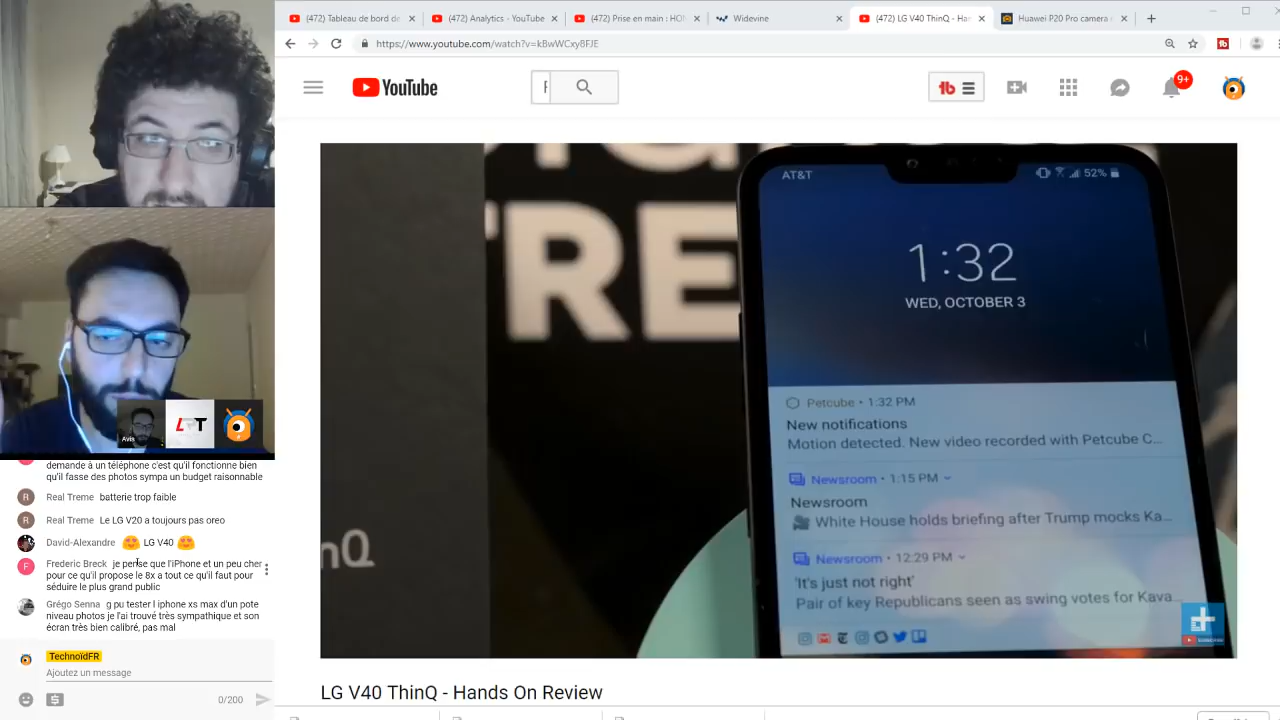 (472) Tableau de bord de
(472) Analytics - YouTube
(472) Prise en main : HO
Widevine
(472) LG V40 ThinQ - Ha
Huawei P20 Pro camera
https://www.youtube.com/watch?v=kBwWCxy8FJE
YouTube
9+
TRE
nQ
AT&T
52%
1:32
WED, OCTOBER 3
Petcube • 1:32 PM
New notifications
Motion detected. New video recorded with Petcube C...
Newsroom • 1:15 PM
Newsroom
White House holds briefing after Trump mocks Ka...
Newsroom • 12:29 PM
'It's just not right'
Pair of key Republicans seen as swing votes for Kava...
LG V40 ThinQ - Hands On Review
Avis
LGT
demande à un téléphone c'est qu'il fonctionne bien
qu'il fasse des photos sympa un budget raisonnable
Real Treme batterie trop faible
Real Treme Le LG V20 a toujours pas oreo
David-Alexandre 😍 LG V40 😍
Frederic Breck je pense que l'iPhone et un peu cher
pour ce qu'il propose le 8x a tout ce qu'il faut pour
séduire le plus grand public
Grégo Senna g pu tester l iphone xs max d'un pote
niveau photos je l'ai trouvé très sympathique et son
écran très bien calibré, pas mal
TechnoïdFR
Ajoutez un message
0/200